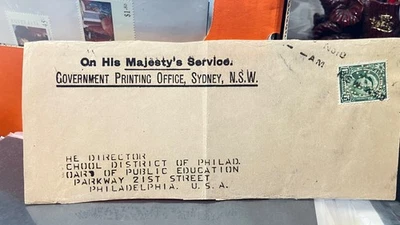 On His Majesty's Service.
GOVERNMENT PRINTING OFFICE, SYDNEY, N.S.W.
AM
HE DIRECTOR
CHOOL DISTRICT OF PHILAD.
OARD OF PUBLIC EDUCATION
PARKWAY 21ST STREET
PHILADELPHIA. U. S. A.